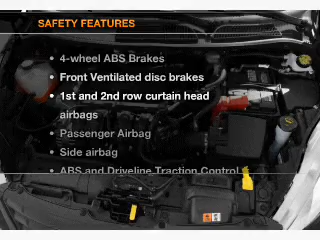 SAFETY FEATURES
• 4-wheel ABS Brakes
• Front Ventilated disc brakes
• 1st and 2nd row curtain head
airbags
• Passenger Airbag
• Side airbag
• ABS and Driveline Traction Control